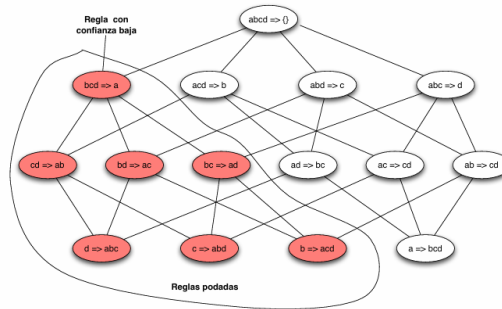 abcd => {}
Regla con
confianza baja
bcd => a
acd => b
abd => c
abc => d
cd => ab
bd => ac
bc => ad
ad => bc
ac => cd
ab => cd
d => abc
c => abd
b => acd
a => bcd
Reglas podadas